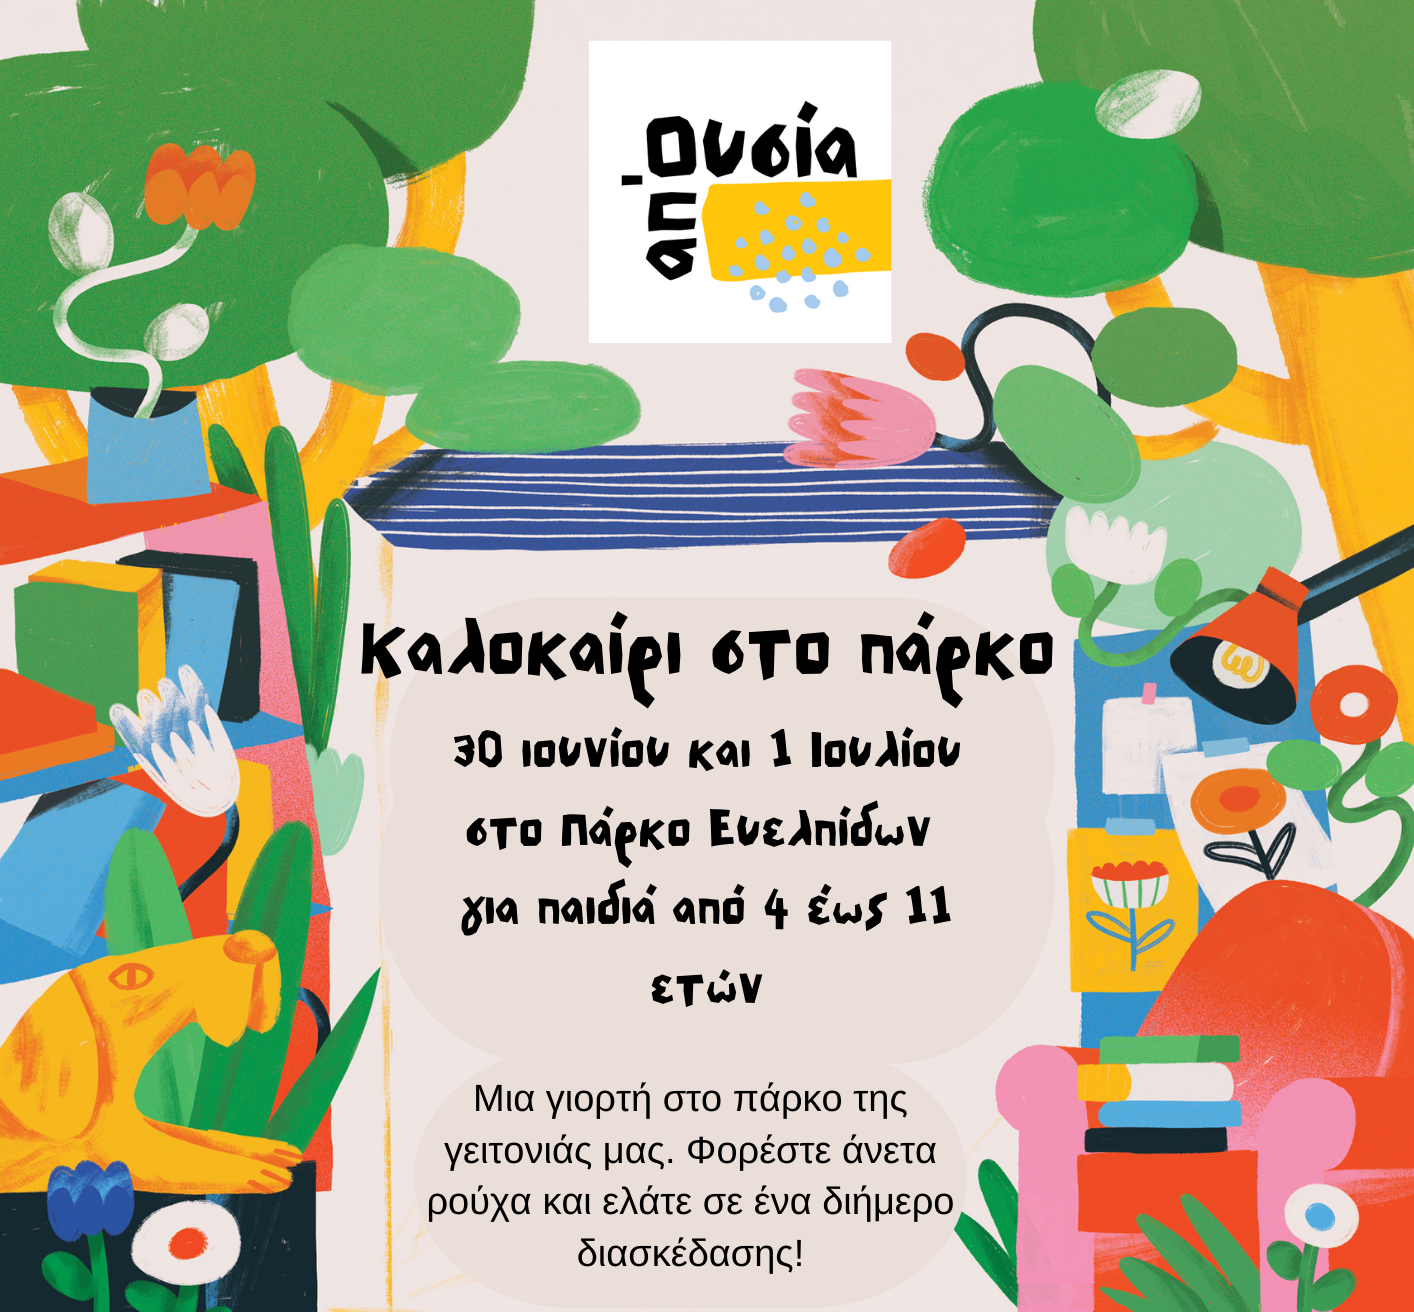 Ουσία
-απ
Καλοκαίρι στο πάρκο
30 ιουνίου και 1 Ιουλίου
στο Πάρκο Ευελπίδων
για παιδιά από 4 έως 11
ετών
Μια γιορτή στο πάρκο της
γειτονιάς μας. Φορέστε άνετα
ρούχα και ελάτε σε ένα διήμερο
διασκέδασης!